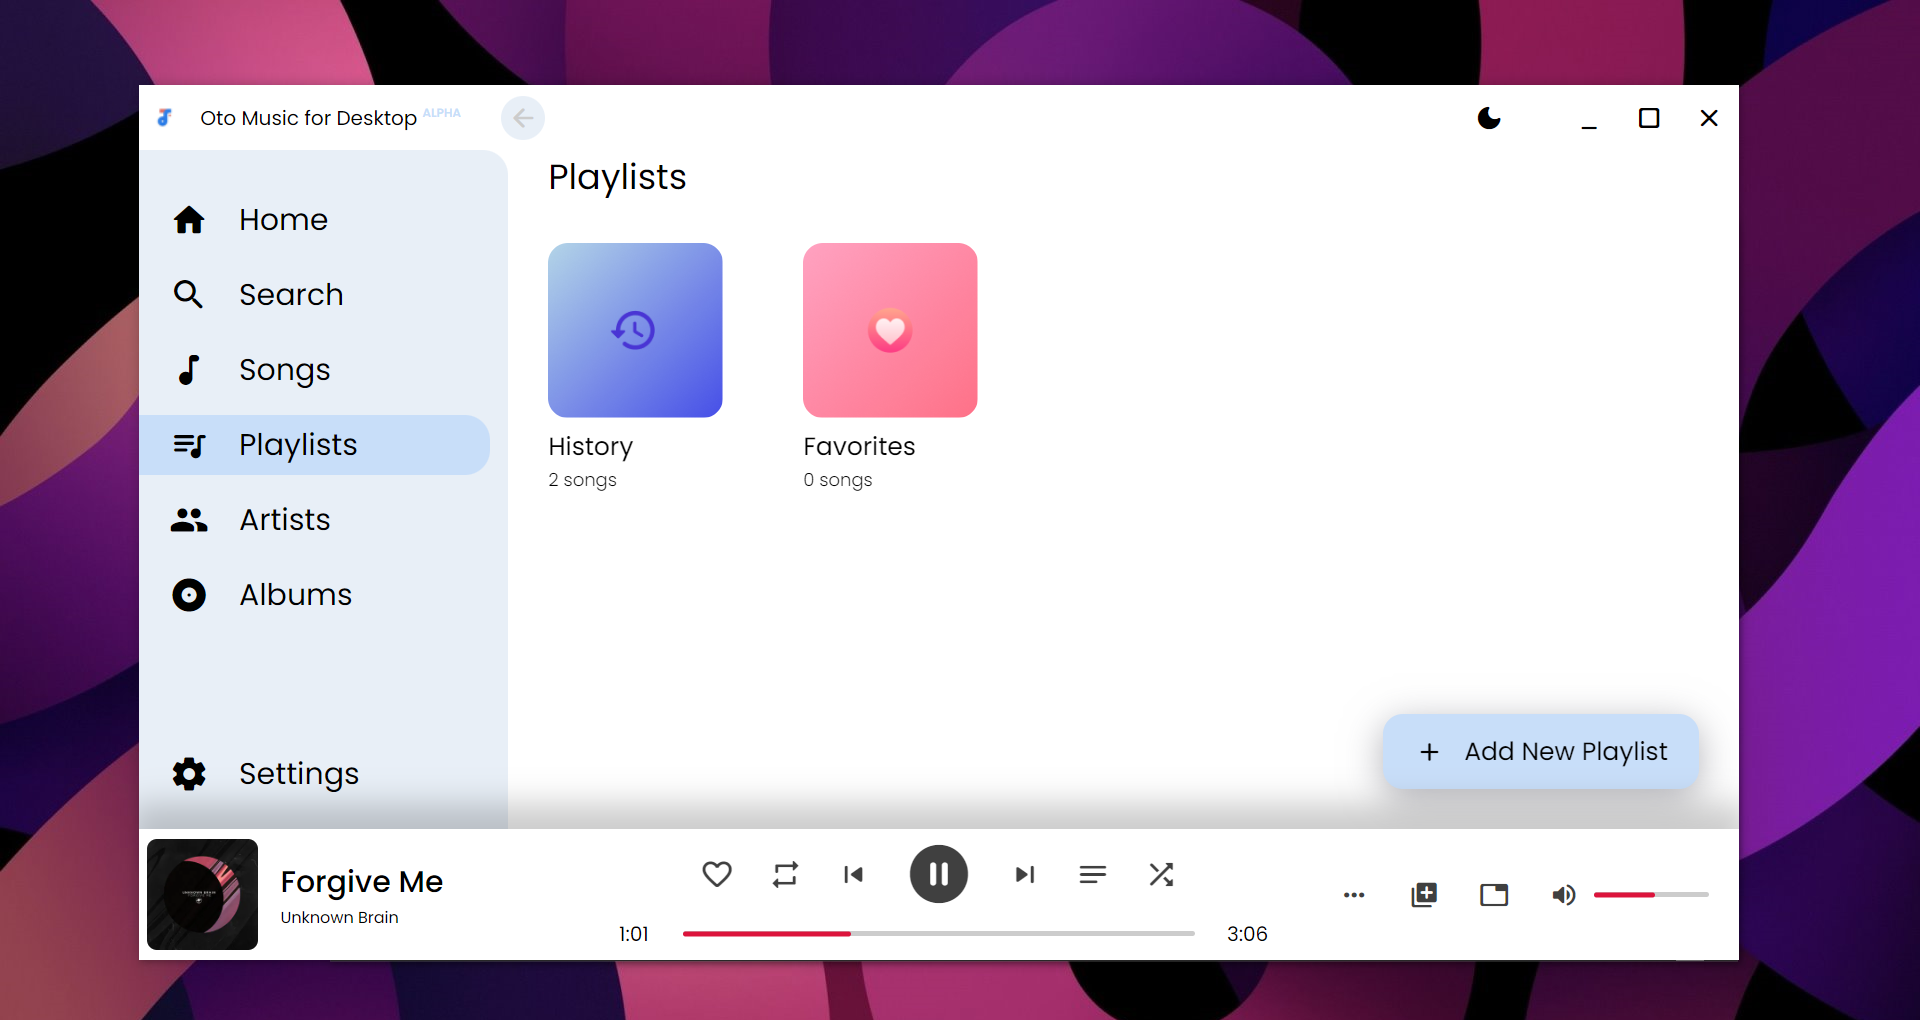 Oto Music for Desktop ALPHA
Home
Search
Songs
Playlists
Artists
Albums
Settings
Playlists
History
2 songs
Favorites
0 songs
+ Add New Playlist
Forgive Me
Unknown Brain
1:01
3:06